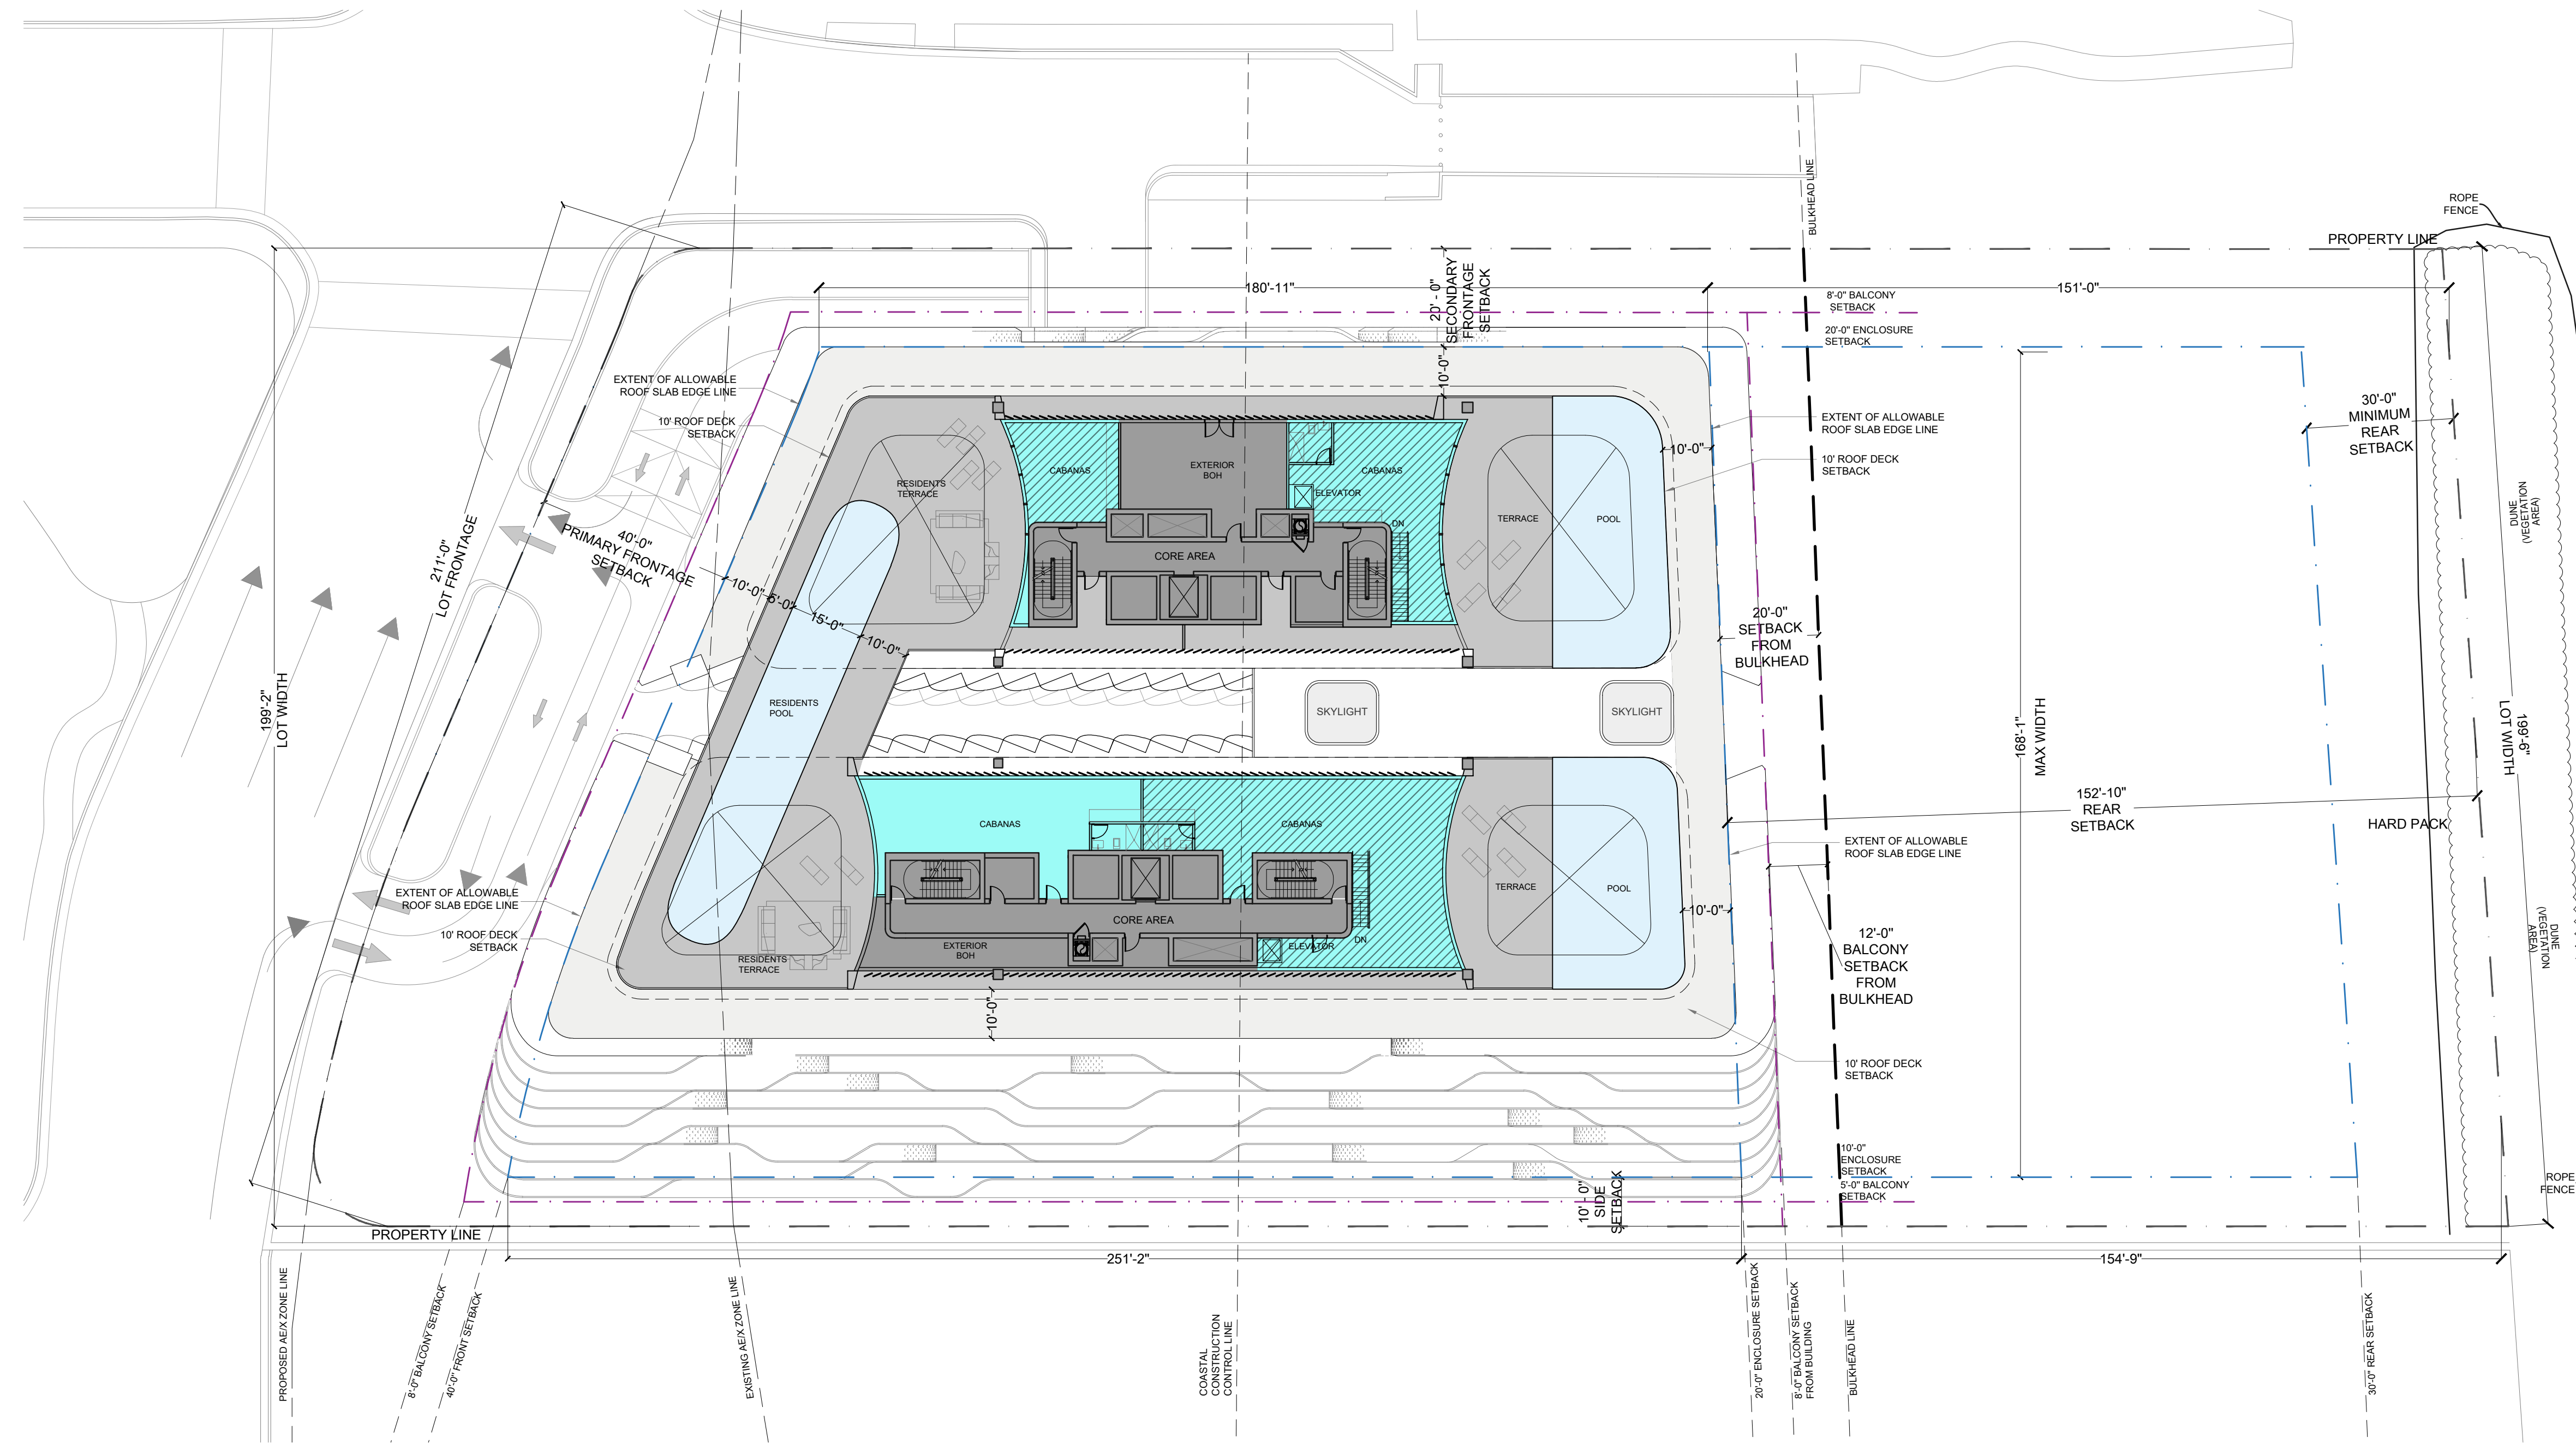 ROPE
FENCE
PROPERTY LINE
BULKHEAD LINE
180'-11"
151'-0"
20' - 0"
SECONDARY
FRONTAGE
SETBACK
8'-0" BALCONY
SETBACK
20'-0" ENCLOSURE
SETBACK
EXTENT OF ALLOWABLE
ROOF SLAB EDGE LINE
10' ROOF DECK
SETBACK
10'-0"
EXTENT OF ALLOWABLE
ROOF SLAB EDGE LINE
10'-0"
10' ROOF DECK
SETBACK
30'-0"
MINIMUM
REAR
SETBACK
CABANAS
EXTERIOR
BOH
CABANAS
ELEVATOR
RESIDENTS
TERRACE
TERRACE
POOL
DN
CORE AREA
DUNE
(VEGETATION
AREA)
211'-0"
LOT FRONTAGE
40'-0"
PRIMARY FRONTAGE
SETBACK
10'-0"
5'-0"
15'-0"
10'-0"
20'-0"
SETBACK
FROM
BULKHEAD
199'-2"
LOT WIDTH
RESIDENTS
POOL
SKYLIGHT
SKYLIGHT
168'-1"
MAX WIDTH
199'-6"
LOT WIDTH
152'-10"
REAR
SETBACK
HARD PACK
CABANAS
CABANAS
EXTENT OF ALLOWABLE
ROOF SLAB EDGE LINE
TERRACE
POOL
EXTENT OF ALLOWABLE
ROOF SLAB EDGE LINE
10'-0"
CORE AREA
10' ROOF DECK
SETBACK
EXTERIOR
BOH
ELEVATOR
DN
RESIDENTS
TERRACE
12'-0"
BALCONY
SETBACK
FROM
BULKHEAD
DUNE
(VEGETATION
AREA)
10'-0"
10' ROOF DECK
SETBACK
10'-0"
ENCLOSURE
SETBACK
5'-0" BALCONY
SETBACK
10' - 0"
SIDE
SETBACK
ROPE
FENCE
PROPERTY LINE
251'-2"
154'-9"
PROPOSED AE/X ZONE LINE
8'-0" BALCONY SETBACK
40'-0" FRONT SETBACK
EXISTING AE/X ZONE LINE
COASTAL
CONSTRUCTION
CONTROL LINE
20'-0" ENCLOSURE SETBACK
8'-0" BALCONY SETBACK
FROM BUILDING
BULKHEAD LINE
30'-0" REAR SETBACK